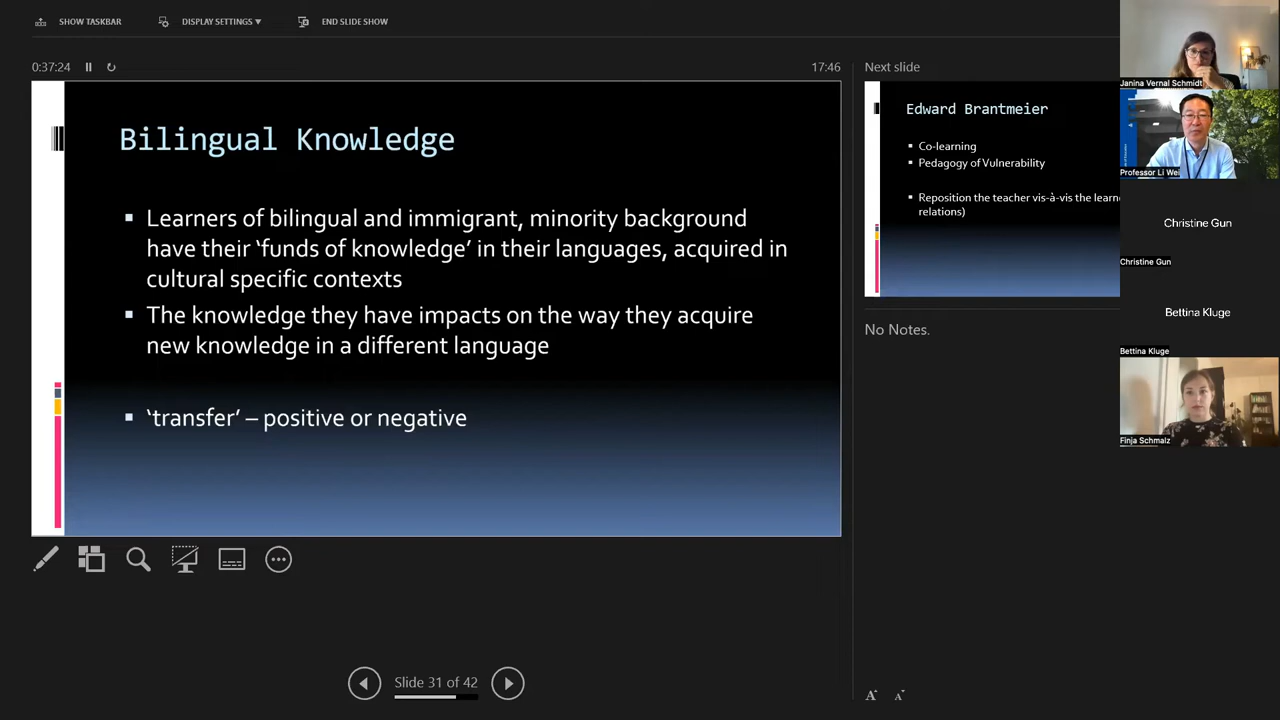 SHOW TASKBAR
DISPLAY SETTINGS
END SLIDE SHOW
0:37:24
17:46
Bilingual Knowledge
Learners of bilingual and immigrant, minority background
have their ‘funds of knowledge’ in their languages, acquired in
cultural specific contexts
The knowledge they have impacts on the way they acquire
new knowledge in a different language
‘transfer’ – positive or negative
Slide 31 of 42
Next slide
Edward Brantmeier
Co-learning
Pedagogy of Vulnerability
Reposition the teacher vis-à-vis the learn
relations)
No Notes.
A A
Janina Vernal Schmidt
Professor Li Wei
Christine Gun
Christine Gun
Bettina Kluge
Bettina Kluge
Finja Schmalz